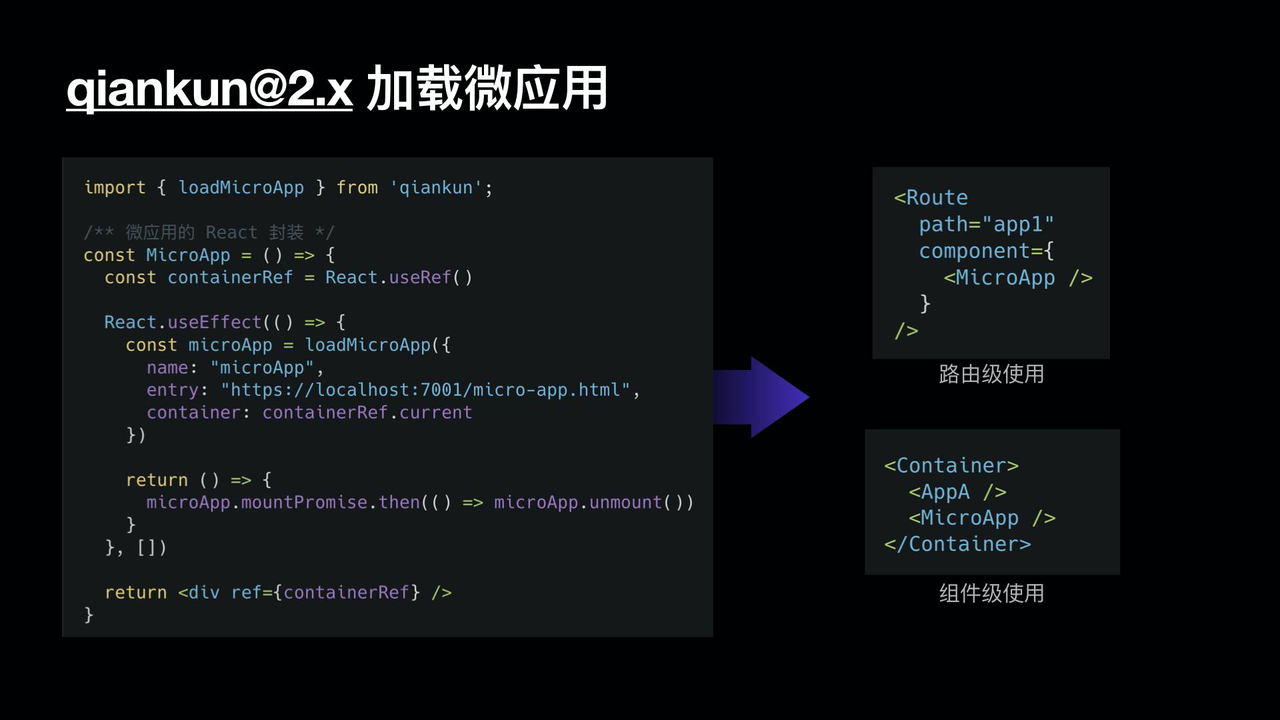 qiankun@2.x 加载微应用
import { loadMicroApp } from 'qiankun';
/** 微应用的 React 封装 */
const MicroApp = () => {
  const containerRef = React.useRef()
  React.useEffect(() => {
    const microApp = loadMicroApp({
      name: "microApp",
      entry: "https://localhost:7001/micro-app.html",
      container: containerRef.current
    })
    return () => {
      microApp.mountPromise.then(() => microApp.unmount())
    }
  }, [])
  return <div ref={containerRef} />
}
<Route
  path="app1"
  component={
    <MicroApp />
  }
/>
路由级使用
<Container>
  <AppA />
  <MicroApp />
</Container>
组件级使用